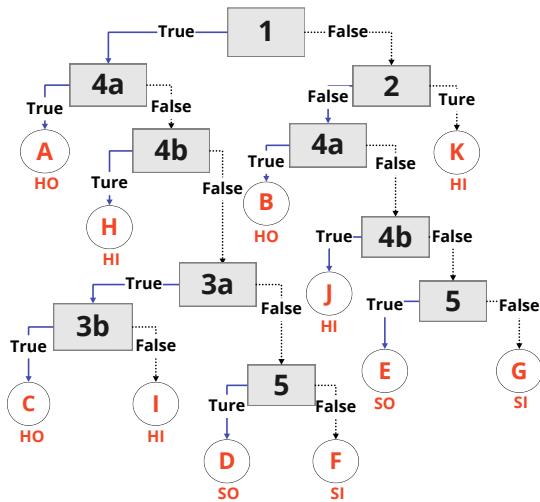 True 1 False
4a 2
True False False Ture
A 4b 4a K
HO HI
Ture False True False
H B
HI HO
4b
True False
3a J 5
HI
True False True False
3b
True False
5 E G
SO SI
C I
HO HI
Ture False
D F
SO SI